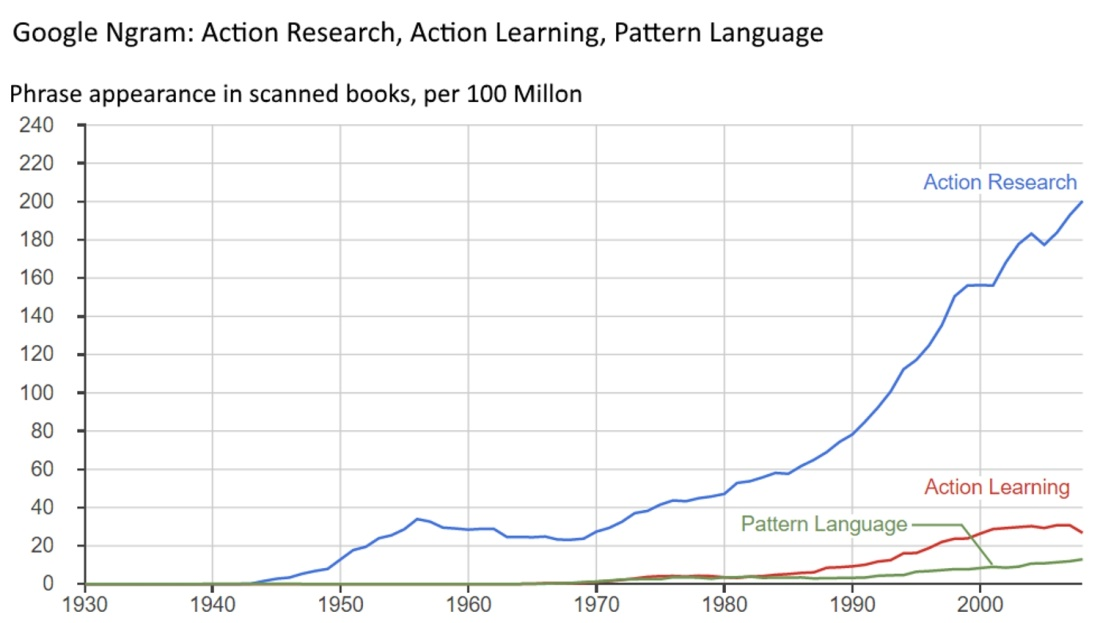 Google Ngram: Action Research, Action Learning, Pattern Language
Phrase appearance in scanned books, per 100 Millon
240
220
200
Action Research
180
160
140
120
100
80
60
Action Learning
40
Pattern Language
20
0
1930 1940 1950 1960 1970 1980 1990 2000